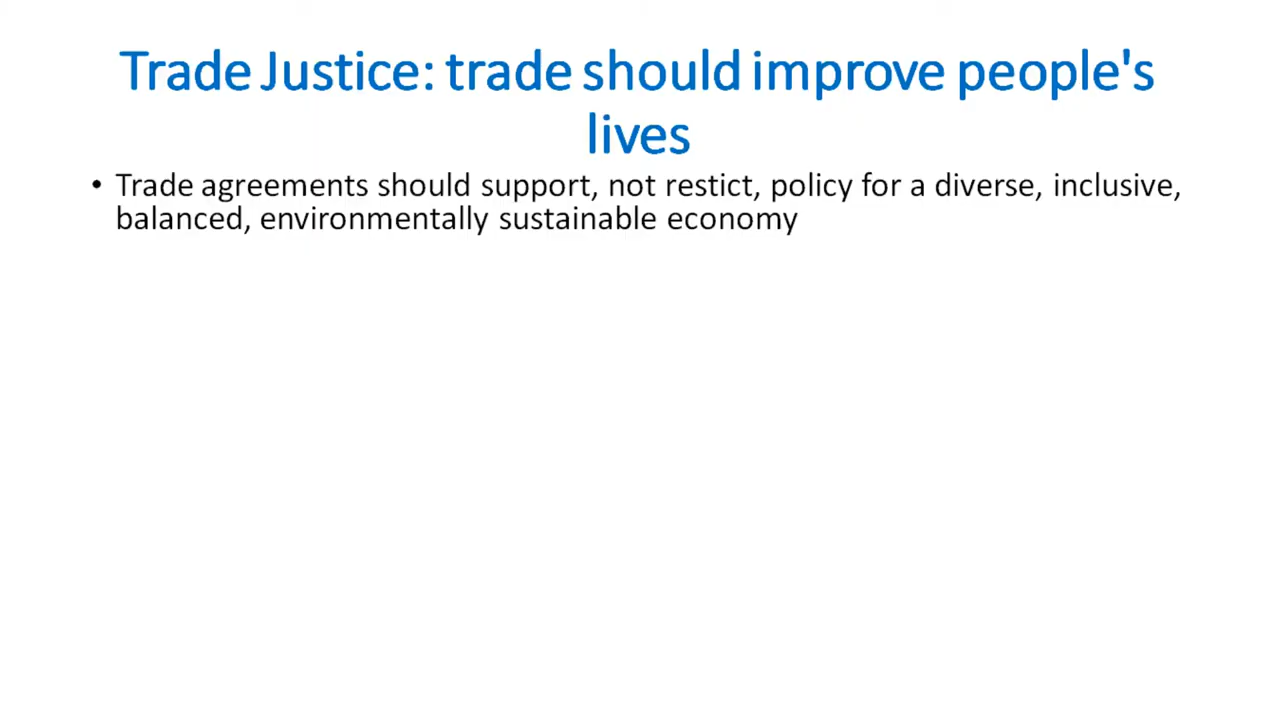 Trade Justice: trade should improve people's
lives
• Trade agreements should support, not restict, policy for a diverse, inclusive,
balanced, environmentally sustainable economy